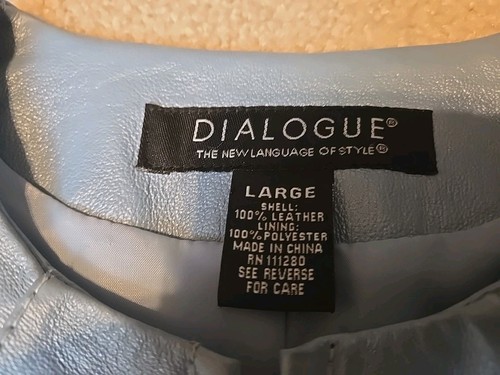 DIALOGUE®
THE NEW LANGUAGE OF STYLE®
LARGE
SHELL:
100% LEATHER
LINING:
100% POLYESTER
MADE IN CHINA
RN 111280
SEE REVERSE
FOR CARE